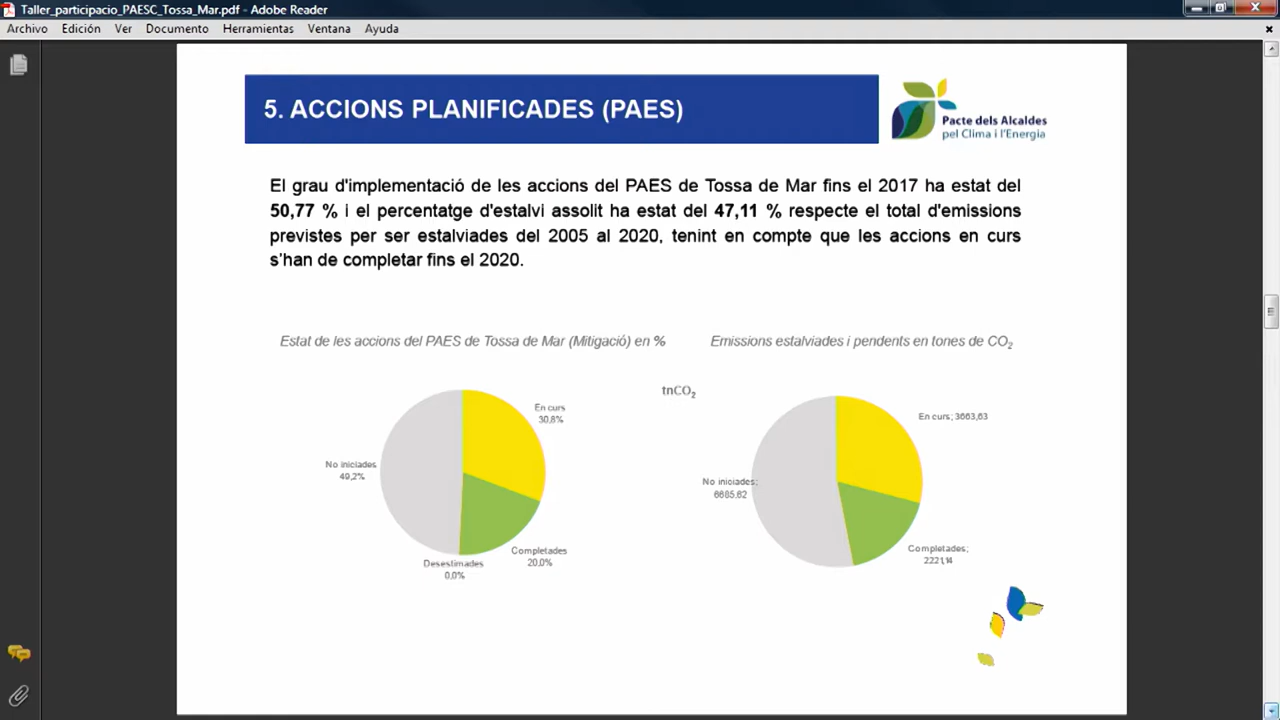 Taller_participacio_PAESC_Tossa_Mar.pdf - Adobe Reader
Archivo Edición Ver Documento Herramientas Ventana Ayuda
5. ACCIONS PLANIFICADES (PAES)
Pacte dels Alcaldes
pel Clima i l'Energia
El grau d'implementació de les accions del PAES de Tossa de Mar fins el 2017 ha estat del
50,77 % i el percentatge d'estalvi assolit ha estat del 47,11 % respecte el total d'emissions
previstes per ser estalviades del 2005 al 2020, tenint en compte que les accions en curs
s'han de completar fins el 2020.
Estat de les accions del PAES de Tossa de Mar (Mitigació) en %
En curs
30,8%
No iniciades
49,2%
Completades
20,0%
Desestimades
0,0%
Emissions estalviades i pendents en tones de CO2
tnCO2
En curs; 3663,63
No iniciades;
6605,62
Completades;
2221,14